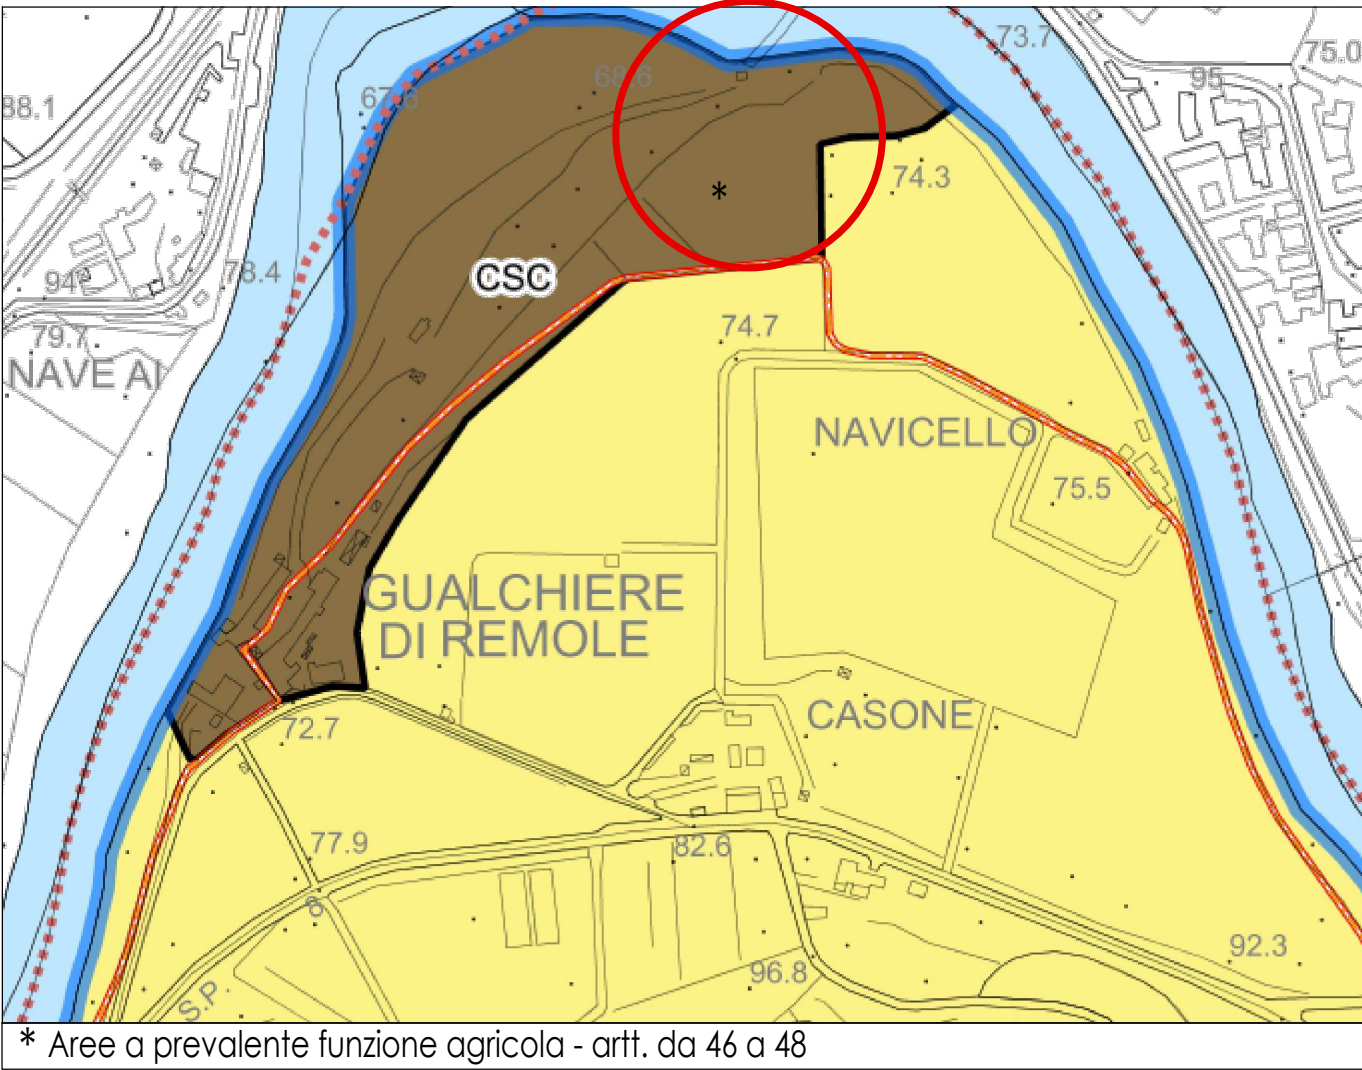 73.7
75.0
68.6
95
67.6
88.1
74.3
CSC
78.4
94
79.7
74.7
NAVE AI
NAVICELLO
75.5
GUALCHIERE
DI REMOLE
CASONE
72.7
77.9
82.6
8
92.3
96.8
S.P.
*
* Aree a prevalente funzione agricola - artt. da 46 a 48